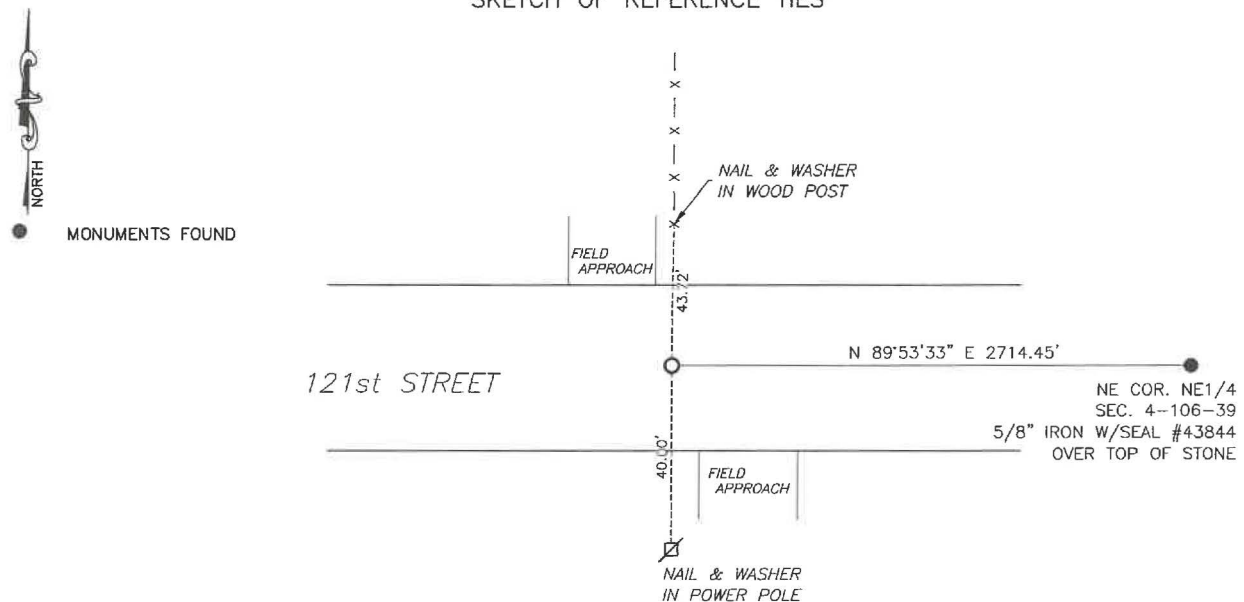 SKETCH OF REFERENCE TIES
NORTH
MONUMENTS FOUND
NAIL & WASHER
IN WOOD POST
FIELD
APPROACH
43.72'
N 89°53'33" E 2714.45'
121st STREET
NE COR. NE1/4
SEC. 4-106-39
5/8" IRON W/SEAL #43844
OVER TOP OF STONE
40.00'
FIELD
APPROACH
NAIL & WASHER
IN POWER POLE